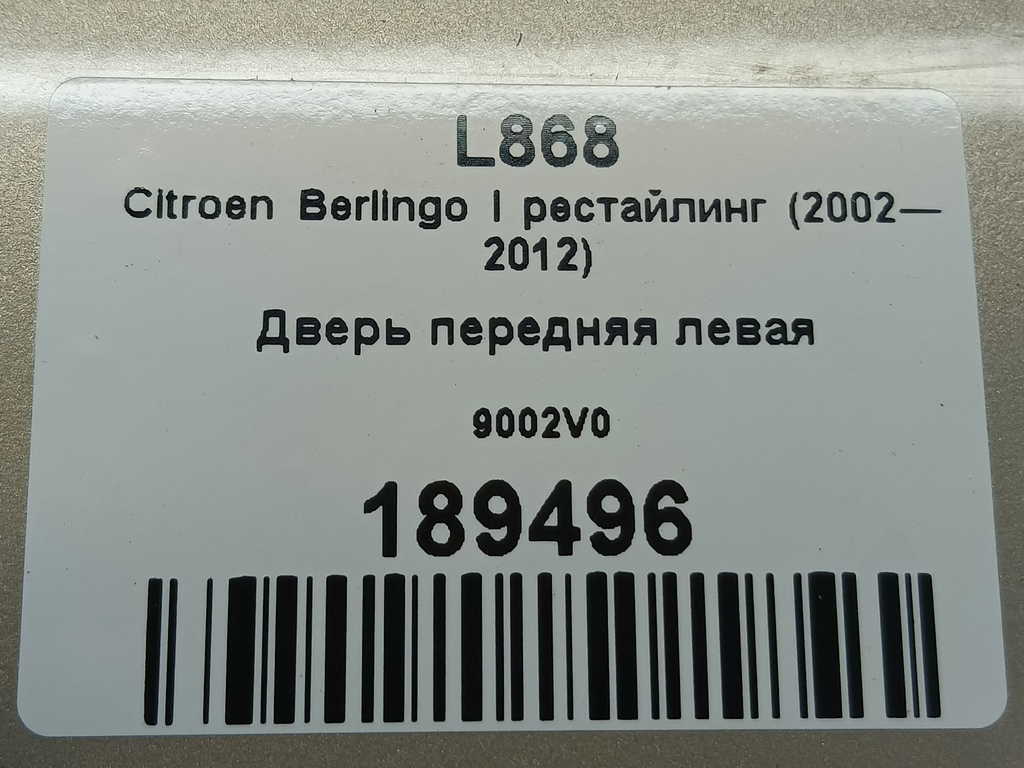 L868
Citroen Berlingo I рестайлинг (2002—
2012)
Дверь передняя левая
9002V0
189496